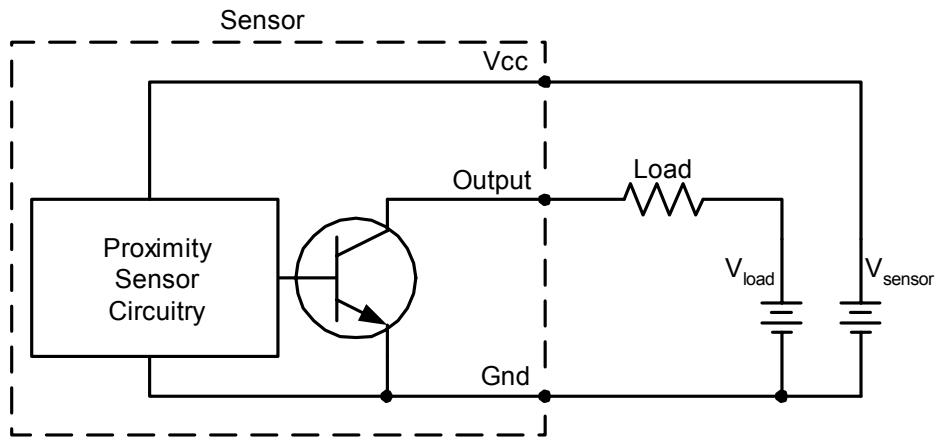 Sensor
Vcc
Output
Load
Proximity
Sensor
Circuitry
Vload
Vsensor
Gnd